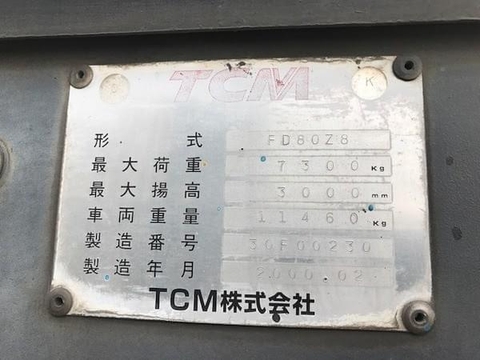 TCM K
形式 FD80Z8
最大荷重 7300 Kg
最大揚高 3000 mm
車両重量 11460 Kg
製造番号 30F00230
製造年月 2000.02
TCM株式会社